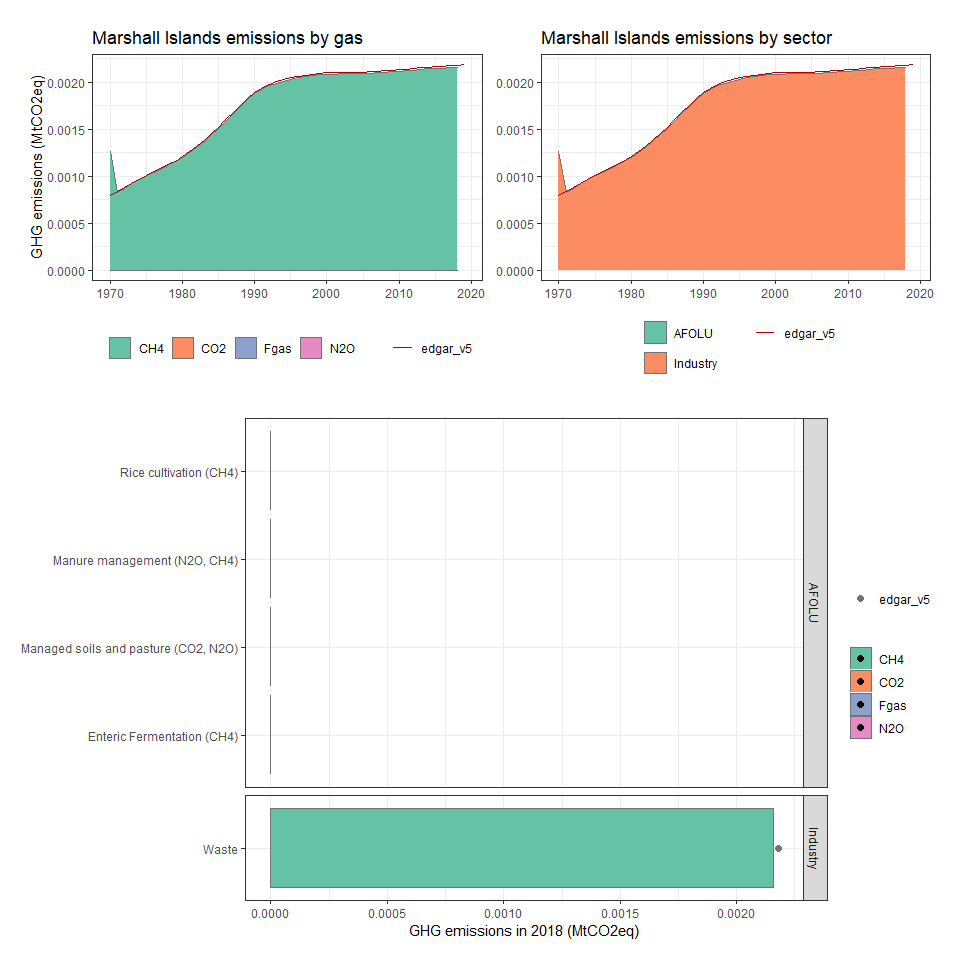 Marshall Islands emissions by gas
GHG emissions (MtCO2eq)
0.0020
0.0015
0.0010
0.0005
0.0000
1970 1980 1990 2000 2010 2020
CH4 CO2 Fgas N2O edgar_v5
Marshall Islands emissions by sector
0.0020
0.0015
0.0010
0.0005
0.0000
1970 1980 1990 2000 2010 2020
AFOLU edgar_v5
Industry
Rice cultivation (CH4)
Manure management (N2O, CH4)
Managed soils and pasture (CO2, N2O)
Enteric Fermentation (CH4)
AFOLU
Waste
Industry
0.0000 0.0005 0.0010 0.0015 0.0020
GHG emissions in 2018 (MtCO2eq)
edgar_v5
CH4
CO2
Fgas
N2O